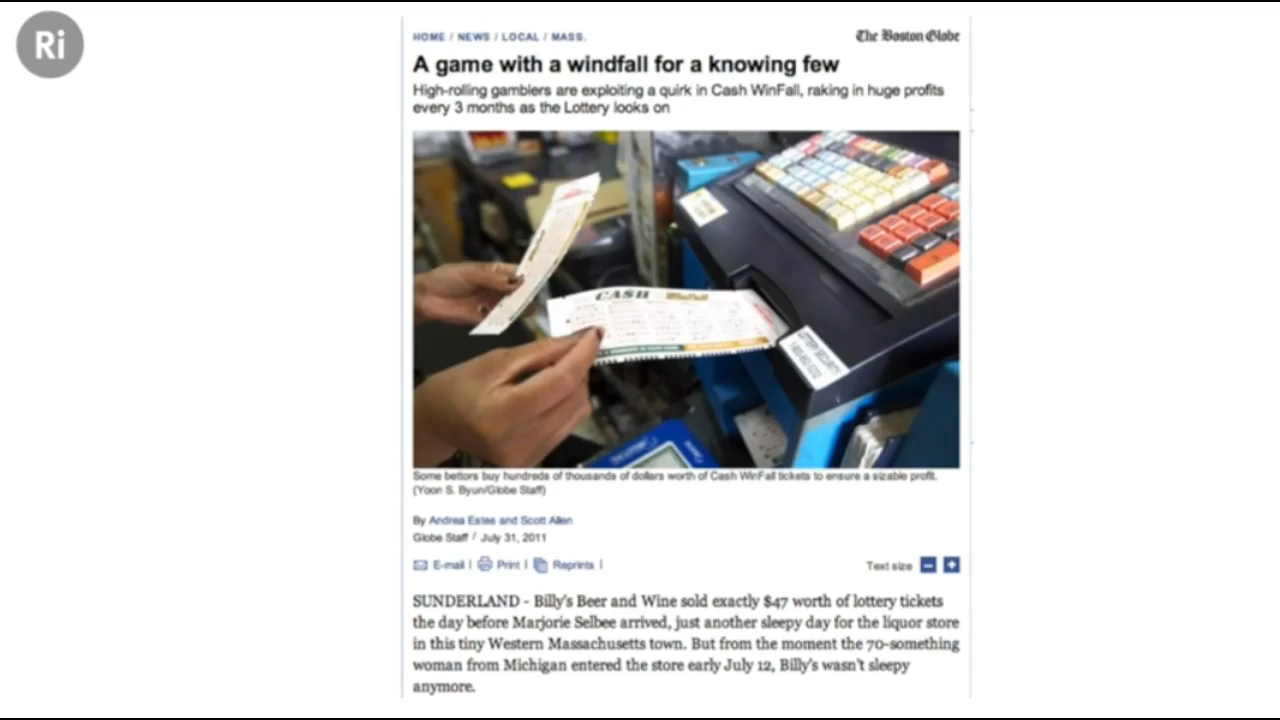 Ri
HOME / NEWS / LOCAL / MASS.
The Boston Globe
A game with a windfall for a knowing few
High-rolling gamblers are exploiting a quirk in Cash WinFall, raking in huge profits
every 3 months as the Lottery looks on
CASH
LOTTERY SECURITY
Some bettors buy hundreds of thousands of dollars worth of Cash WinFall tickets to ensure a sizable profit.
(Yoon S. Byun/Globe Staff)
By Andrea Estes and Scott Allen
Globe Staff / July 31, 2011
E-mail | Print | Reprints |
Text size − +
SUNDERLAND - Billy's Beer and Wine sold exactly $47 worth of lottery tickets
the day before Marjorie Selbee arrived, just another sleepy day for the liquor store
in this tiny Western Massachusetts town. But from the moment the 70-something
woman from Michigan entered the store early July 12, Billy's wasn't sleepy
anymore.